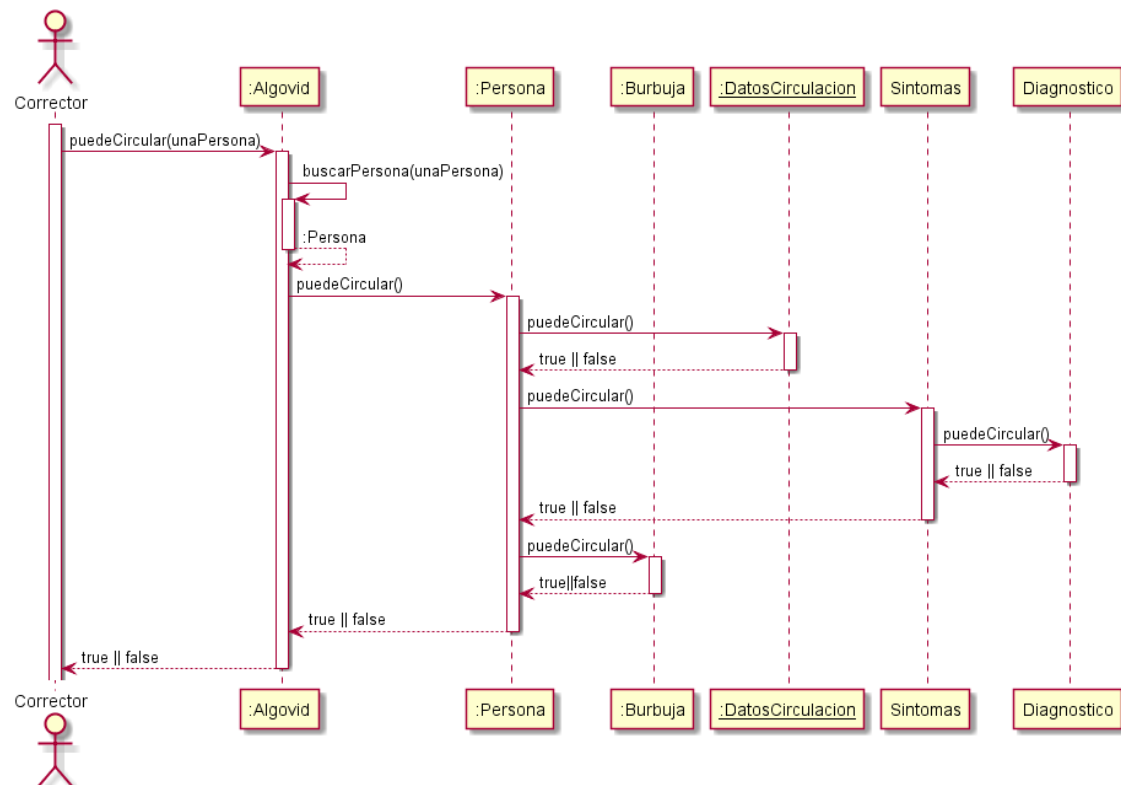 Corrector
:Algovid
:Persona
:Burbuja
:DatosCirculacion
Sintomas
Diagnostico
puedeCircular(unaPersona)
buscarPersona(unaPersona)
:Persona
puedeCircular()
puedeCircular()
true || false
puedeCircular()
puedeCircular()
true || false
true || false
puedeCircular()
true||false
true || false
true || false
Corrector
:Algovid
:Persona
:Burbuja
:DatosCirculacion
Sintomas
Diagnostico